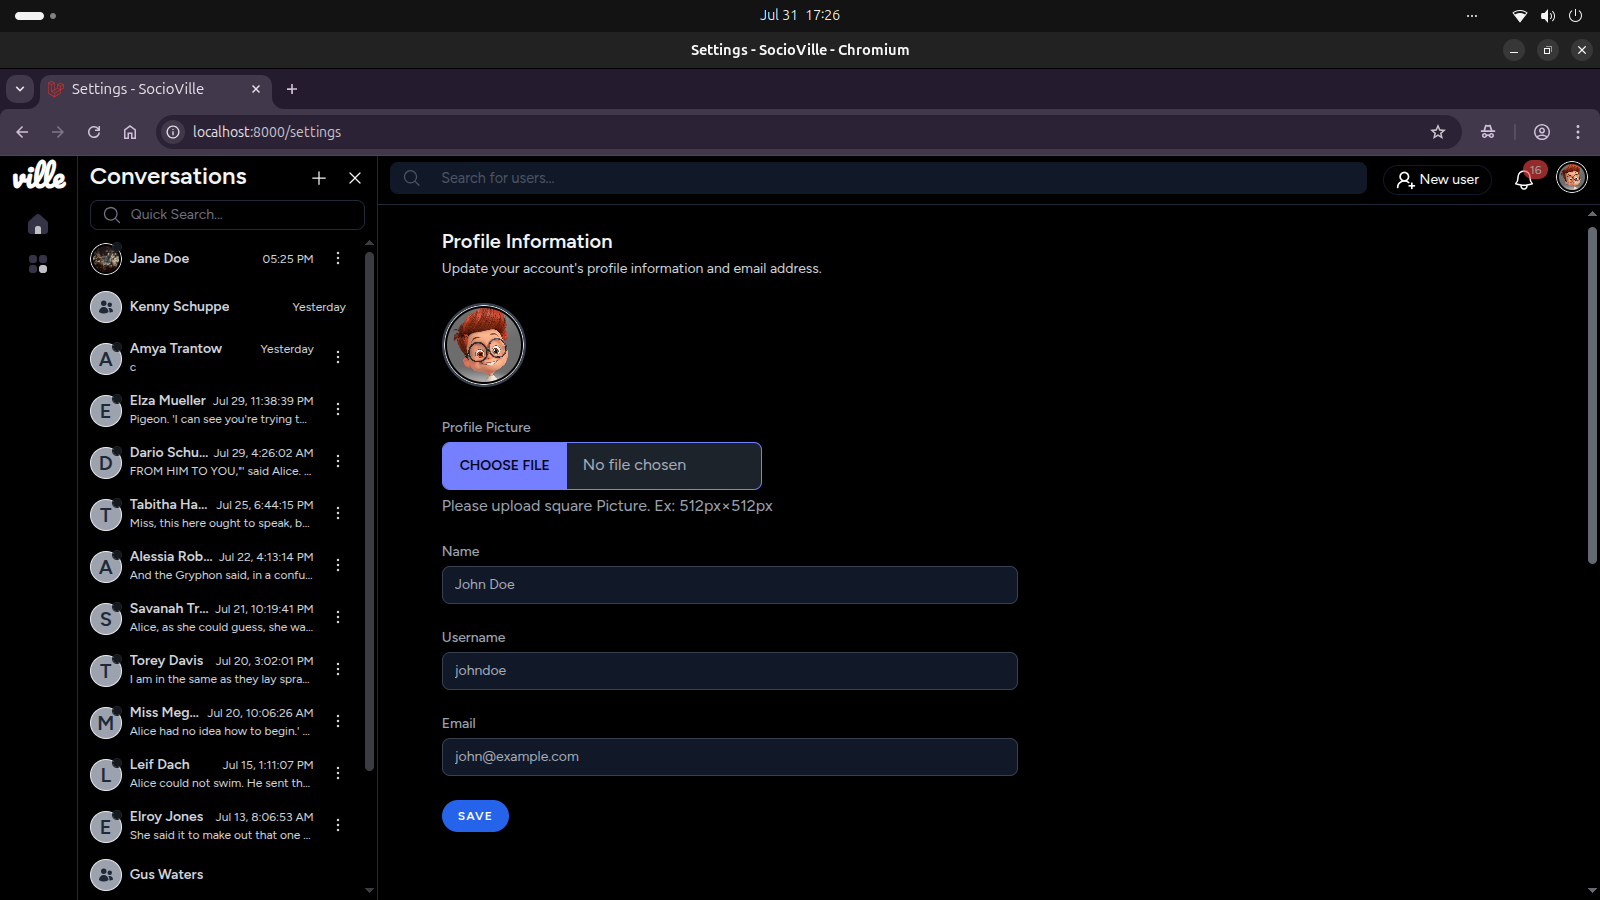 Jul 31 17:26
Settings - SocioVille - Chromium
Settings - SocioVille
localhost:8000/settings
ville
Conversations
Quick Search...
Jane Doe 05:25 PM
Kenny Schuppe Yesterday
A
Amya Trantow Yesterday
c
E
Elza Mueller Jul 29, 11:38:39 PM
Pigeon. 'I can see you're trying t...
D
Dario Schu... Jul 29, 4:26:02 AM
FROM HIM TO YOU,"' said Alice. ...
T
Tabitha Ha... Jul 25, 6:44:15 PM
Miss, this here ought to speak, b...
A
Alessia Rob... Jul 22, 4:13:14 PM
And the Gryphon said, in a confu...
S
Savanah Tr... Jul 21, 10:19:41 PM
Alice, as she could guess, she wa...
T
Torey Davis Jul 20, 3:02:01 PM
I am in the same as they lay spra...
M
Miss Meg... Jul 20, 10:06:26 AM
Alice had no idea how to begin.' ...
L
Leif Dach Jul 15, 1:11:07 PM
Alice could not swim. He sent th...
E
Elroy Jones Jul 13, 8:06:53 AM
She said it to make out that one ...
Gus Waters
Search for users...
New user
16
Profile Information
Update your account's profile information and email address.
Profile Picture
CHOOSE FILE No file chosen
Please upload square Picture. Ex: 512px×512px
Name
John Doe
Username
johndoe
Email
john@example.com
SAVE